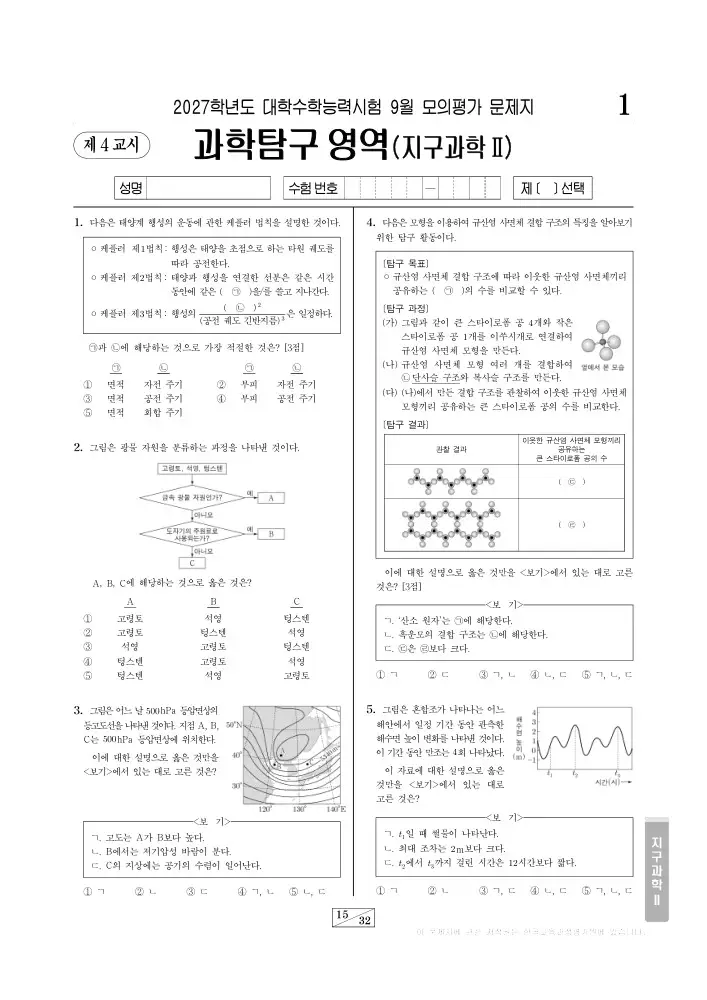 2027학년도 대학수학능력시험 9월 모의평가 문제지
1
제 4 교시
과학탐구 영역(지구과학Ⅱ)
성명
수험 번호
―
제 [ ] 선택
1. 다음은 태양계 행성의 운동에 관한 케플러 법칙을 설명한 것이다.
○ 케플러 제1법칙: 행성은 태양을 초점으로 하는 타원 궤도를
따라 공전한다.
○ 케플러 제2법칙: 태양과 행성을 연결한 선분은 같은 시간
동안에 같은 ( ㉠ )을/를 쓸고 지나간다.
○ 케플러 제3법칙: 행성의 ( ㉡ )² / (공전 궤도 긴반지름)³ 은 일정하다.
㉠과 ㉡에 해당하는 것으로 가장 적절한 것은? [3점]
㉠ ㉡ ㉠ ㉡
① 면적 자전 주기 ② 부피 자전 주기
③ 면적 공전 주기 ④ 부피 공전 주기
⑤ 면적 회합 주기
2. 그림은 광물 자원을 분류하는 과정을 나타낸 것이다.
고령토, 석영, 텅스텐
금속 광물 자원인가?
예
A
아니요
도자기의 주원료로
사용되는가?
예
B
아니요
C
A, B, C에 해당하는 것으로 옳은 것은?
A B C
① 고령토 석영 텅스텐
② 고령토 텅스텐 석영
③ 석영 고령토 텅스텐
④ 텅스텐 고령토 석영
⑤ 텅스텐 석영 고령토
3. 그림은 어느 날 500hPa 등압면상의
등고도선을 나타낸 것이다. 지점 A, B,
C는 500hPa 등압면상에 위치한다.
이에 대한 설명으로 옳은 것만을
<보기>에서 있는 대로 고른 것은?
50°N
40°
30°
120° 130° 140°E
A
B
C
<보 기>
ㄱ. 고도는 A가 B보다 높다.
ㄴ. B에서는 저기압성 바람이 분다.
ㄷ. C의 지상에는 공기의 수렴이 일어난다.
① ㄱ ② ㄴ ③ ㄷ ④ ㄱ, ㄴ ⑤ ㄴ, ㄷ
4. 다음은 모형을 이용하여 규산염 사면체 결합 구조의 특징을 알아보기
위한 탐구 활동이다.
[탐구 목표]
○ 규산염 사면체 결합 구조에 따라 이웃한 규산염 사면체끼리
공유하는 ( ㉠ )의 수를 비교할 수 있다.
[탐구 과정]
(가) 그림과 같이 큰 스타이로폼 공 4개와 작은
스타이로폼 공 1개를 이쑤시개로 연결하여
규산염 사면체 모형을 만든다.
(나) 규산염 사면체 모형 여러 개를 결합하여
㉡단사슬 구조와 복사슬 구조를 만든다.
옆에서 본 모습
(다) (나)에서 만든 결합 구조를 관찰하여 이웃한 규산염 사면체
모형끼리 공유하는 큰 스타이로폼 공의 수를 비교한다.
[탐구 결과]
관찰 결과
이웃한 규산염 사면체 모형끼리
공유하는
큰 스타이로폼 공의 수
( ㉢ )
( ㉣ )
이에 대한 설명으로 옳은 것만을 <보기>에서 있는 대로 고른
것은? [3점]
<보 기>
ㄱ. ‘산소 원자’는 ㉠에 해당한다.
ㄴ. 흑운모의 결합 구조는 ㉡에 해당한다.
ㄷ. ㉢은 ㉣보다 크다.
① ㄱ ② ㄷ ③ ㄱ, ㄴ ④ ㄴ, ㄷ ⑤ ㄱ, ㄴ, ㄷ
5. 그림은 혼합조가 나타나는 어느
해안에서 일정 기간 동안 관측한
해수면 높이 변화를 나타낸 것이다.
이 기간 동안 만조는 4회 나타났다.
이 자료에 대한 설명으로 옳은
것만을 <보기>에서 있는 대로
고른 것은?
해수면 높이 (m)
4
3
2
1
0
-1
t₁ t₂ t₃
시간(시)→
<보 기>
ㄱ. t₁일 때 썰물이 나타난다.
ㄴ. 최대 조차는 2m보다 크다.
ㄷ. t₂에서 t₃까지 걸린 시간은 12시간보다 짧다.
① ㄱ ② ㄴ ③ ㄱ, ㄷ ④ ㄴ, ㄷ ⑤ ㄱ, ㄴ, ㄷ
지구과학Ⅱ
15
32
이 문제지에 관한 저작권은 한국교육과정평가원에 있습니다.